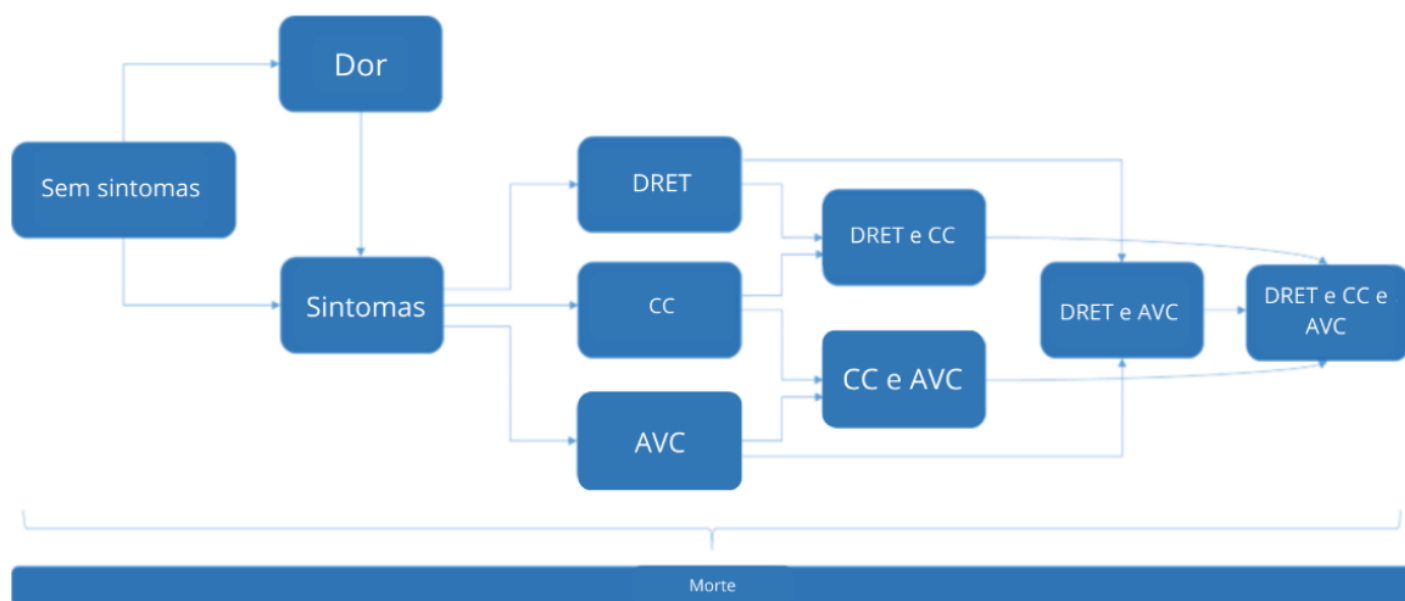 Dor
Sem sintomas
Sintomas
DRET
CC
AVC
DRET e CC
CC e AVC
DRET e AVC
DRET e CC e
AVC
Morte